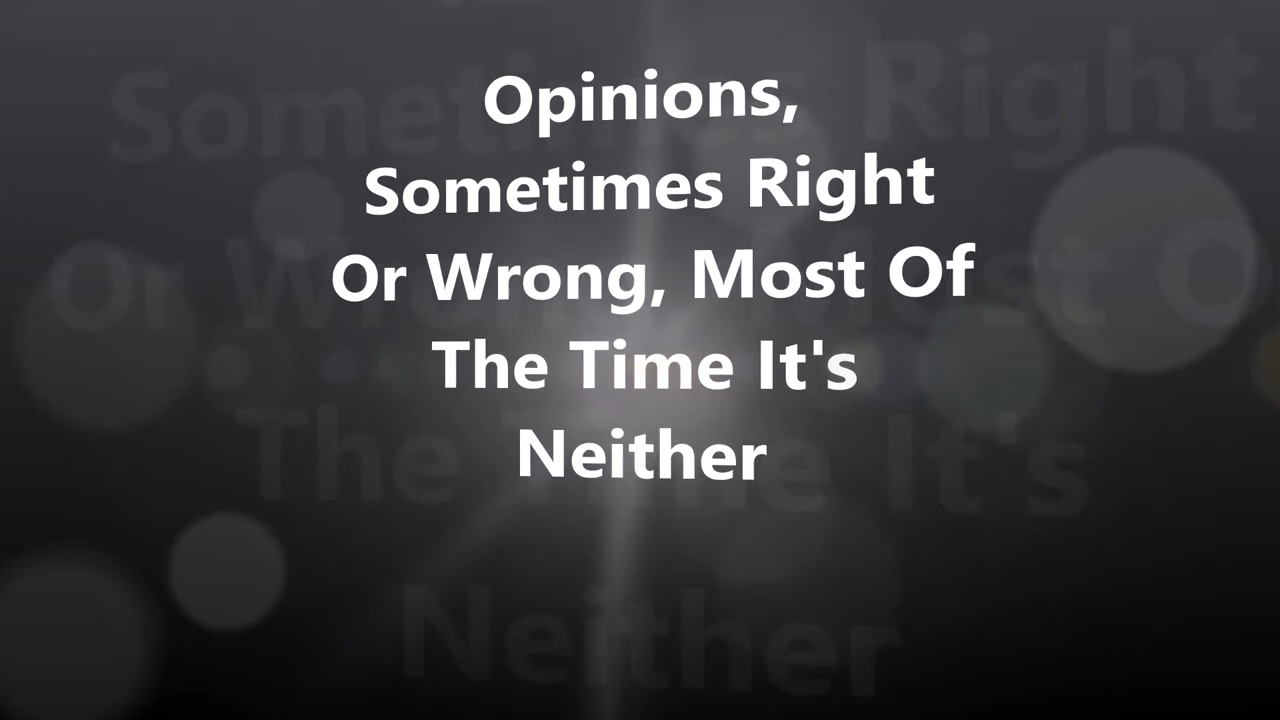 Opinions,
Sometimes Right
Or Wrong, Most Of
The Time It's
Neither